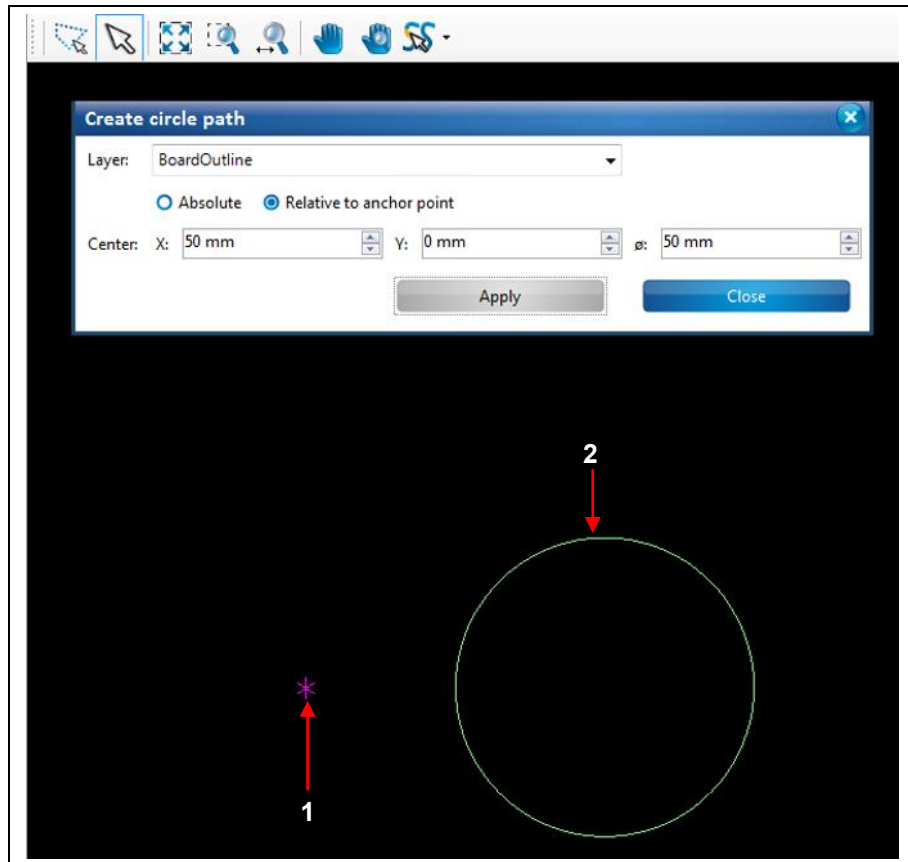 Create circle path
Layer: BoardOutline
Absolute Relative to anchor point
Center: X: 50 mm Y: 0 mm ø: 50 mm
Apply Close
2
1